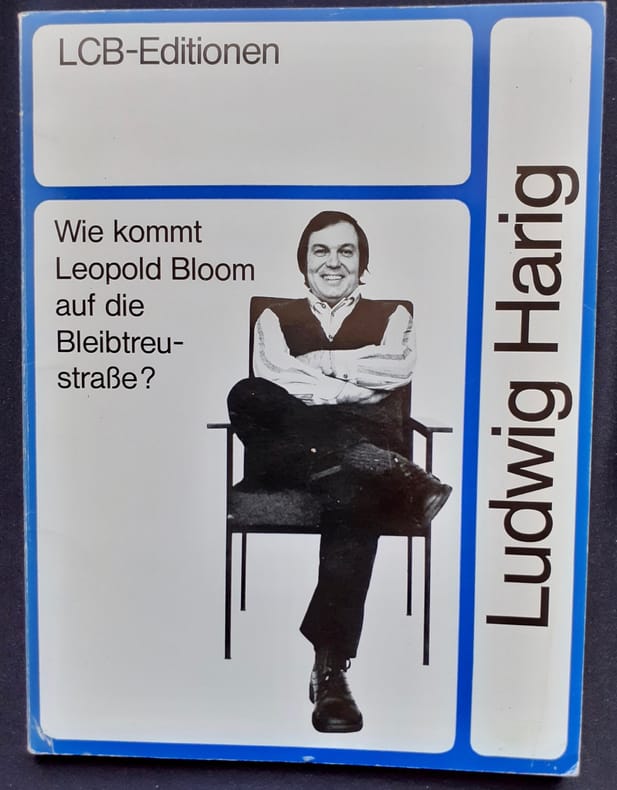 LCB-Editionen
Wie kommt
Leopold Bloom
auf die
Bleibtreu-
straße?
Ludwig Harig